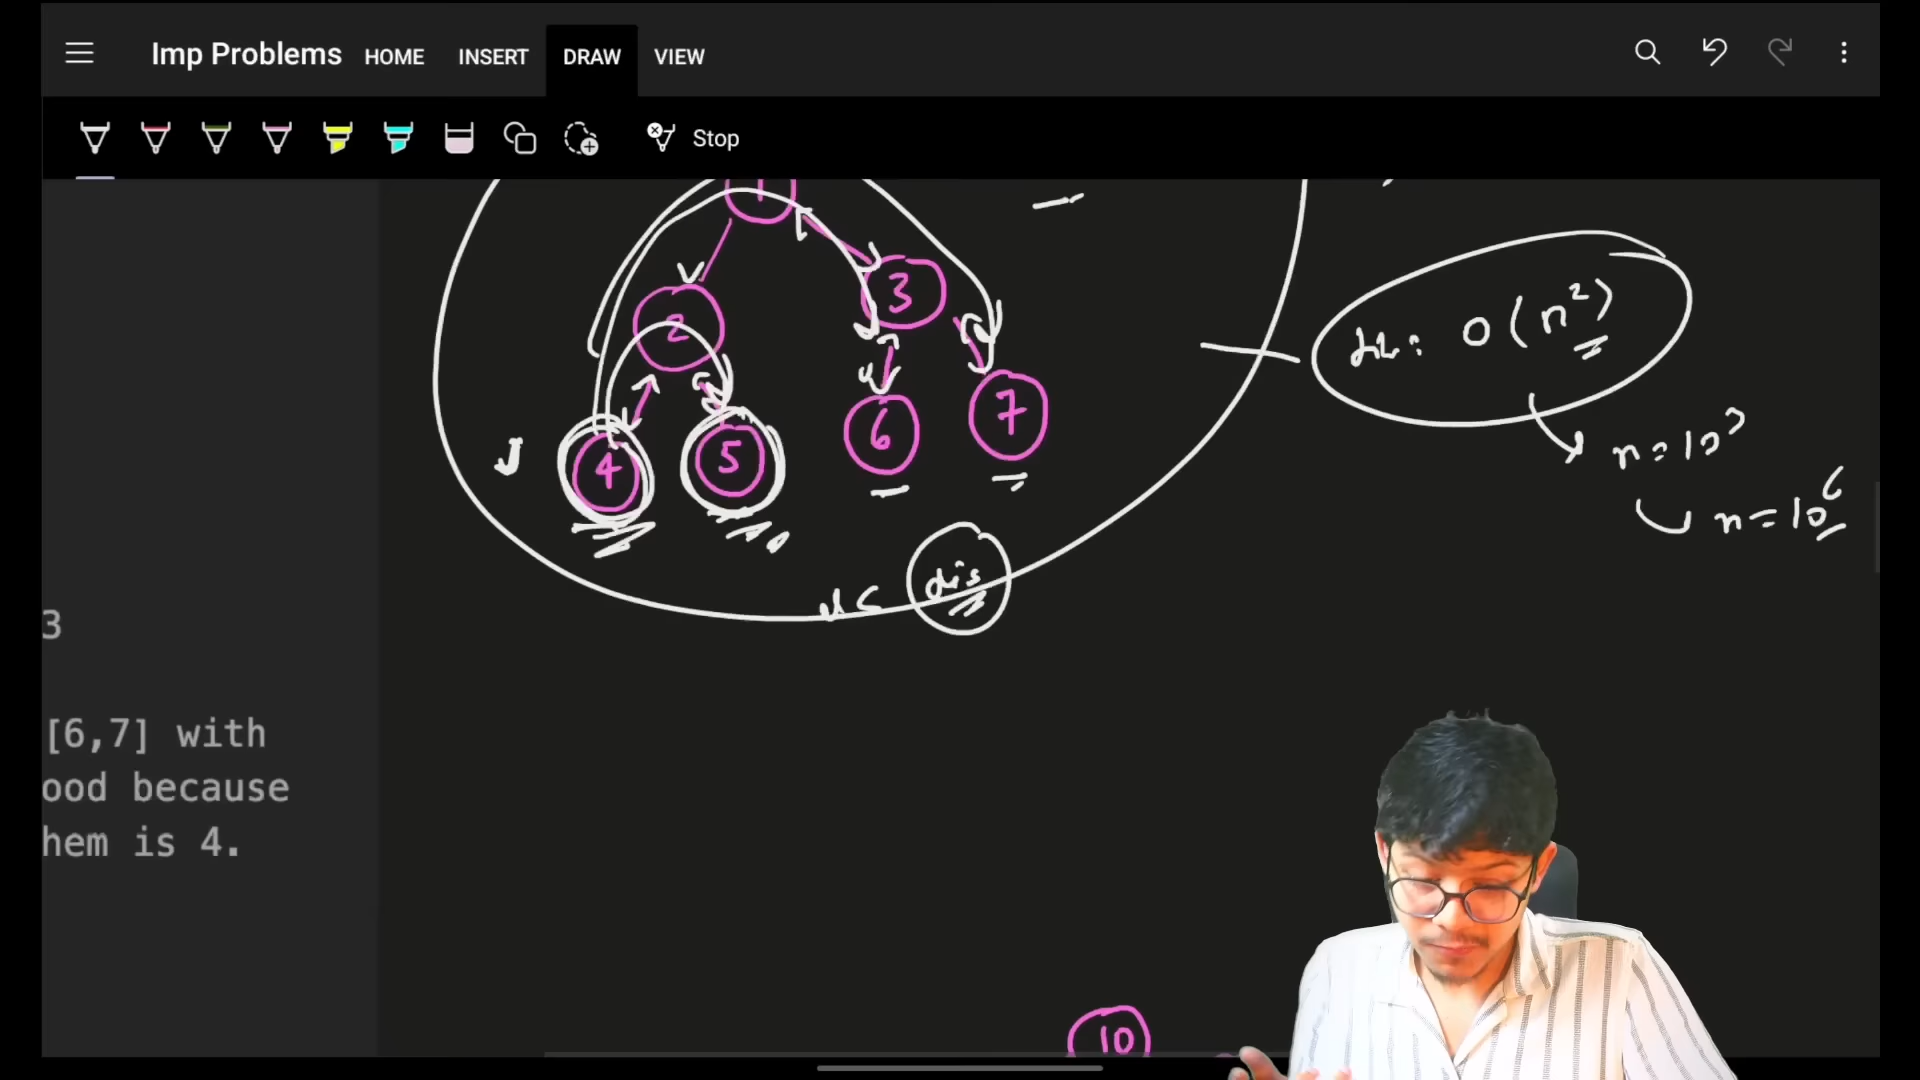 Imp Problems HOME INSERT DRAW VIEW
Stop
1
2 3
4 5 6 7
O(n²)
n = 10³
n = 10⁶
dis
3
[6,7] with
ood because
hem is 4.
10